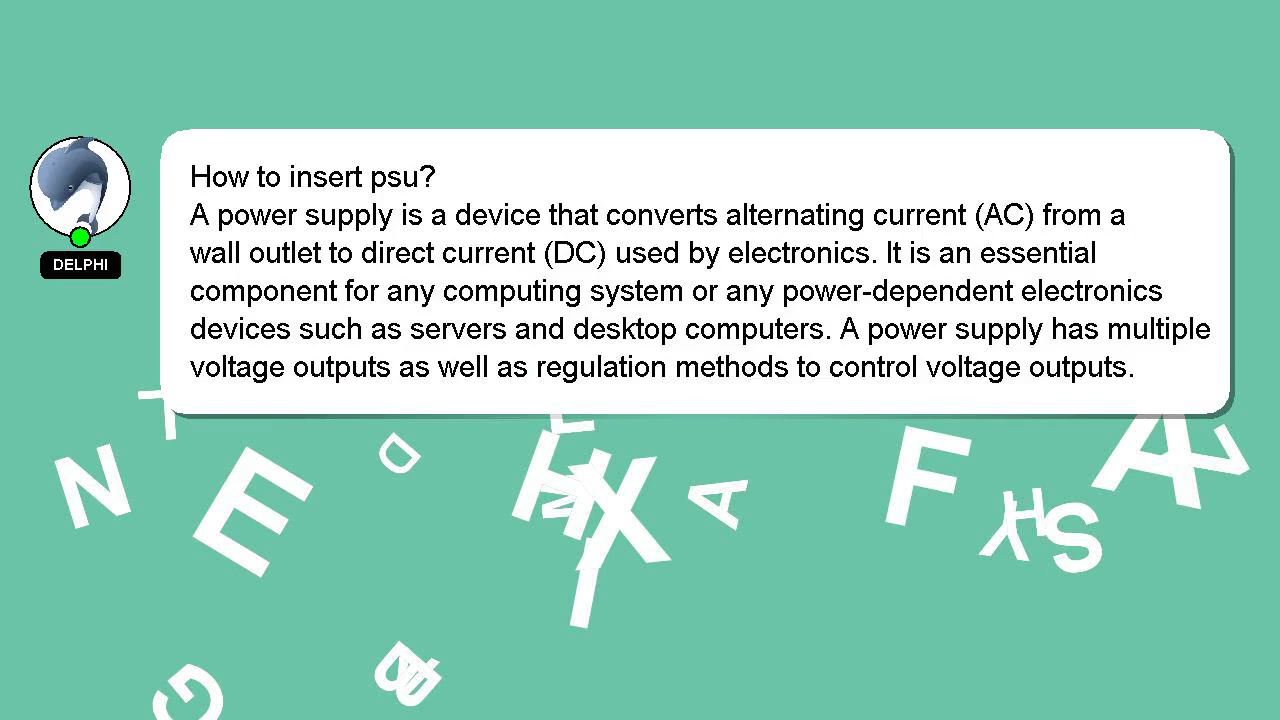 How to insert psu?
A power supply is a device that converts alternating current (AC) from a
wall outlet to direct current (DC) used by electronics. It is an essential
component for any computing system or any power-dependent electronics
devices such as servers and desktop computers. A power supply has multiple
voltage outputs as well as regulation methods to control voltage outputs.
DELPHI
N
E
D
X
A
F
H
S
A
G